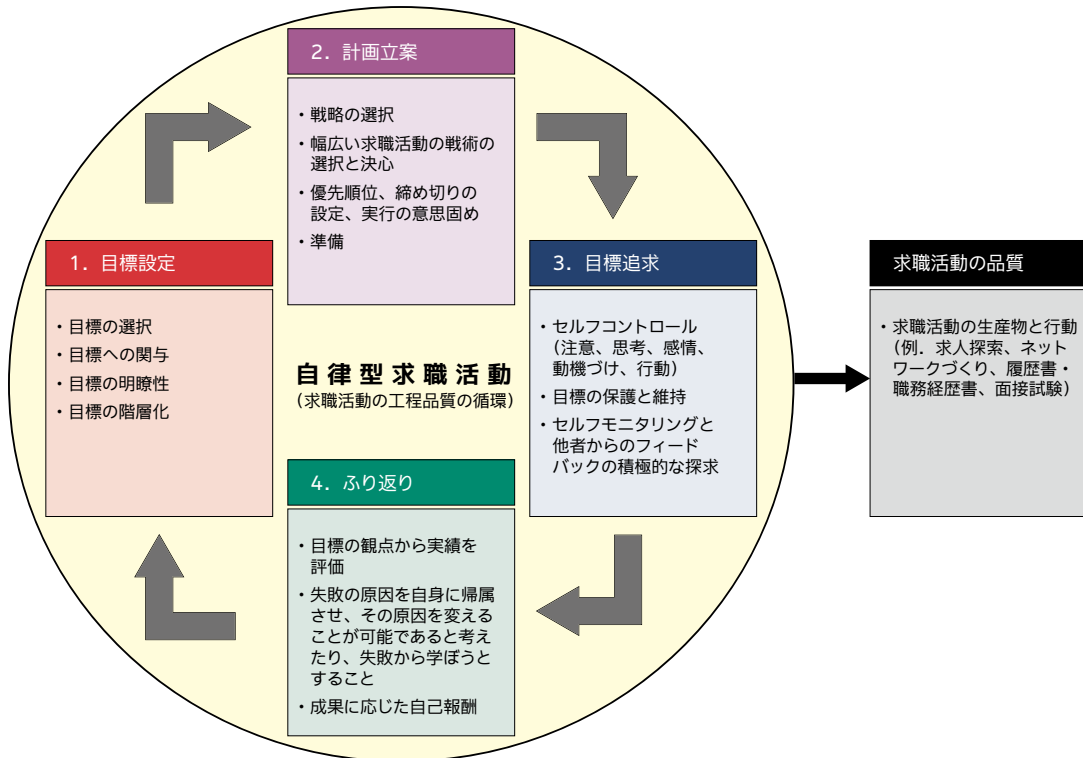 2．計画立案
・戦略の選択
・幅広い求職活動の戦術の
選択と決心
・優先順位、締め切りの
設定、実行の意思固め
・準備
1．目標設定
・目標の選択
・目標への関与
・目標の明瞭性
・目標の階層化
自律型求職活動
(求職活動の工程品質の循環)
3．目標追求
・セルフコントロール
(注意、思考、感情、
動機づけ、行動)
・目標の保護と維持
・セルフモニタリングと
他者からのフィード
バックの積極的な探求
4．ふり返り
・目標の観点から実績を
評価
・失敗の原因を自身に帰属
させ、その原因を変える
ことが可能であると考え
たり、失敗から学ぼうと
すること
・成果に応じた自己報酬
求職活動の品質
・求職活動の生産物と行動
(例．求人探索、ネット
ワークづくり、履歴書・
職務経歴書、面接試験)